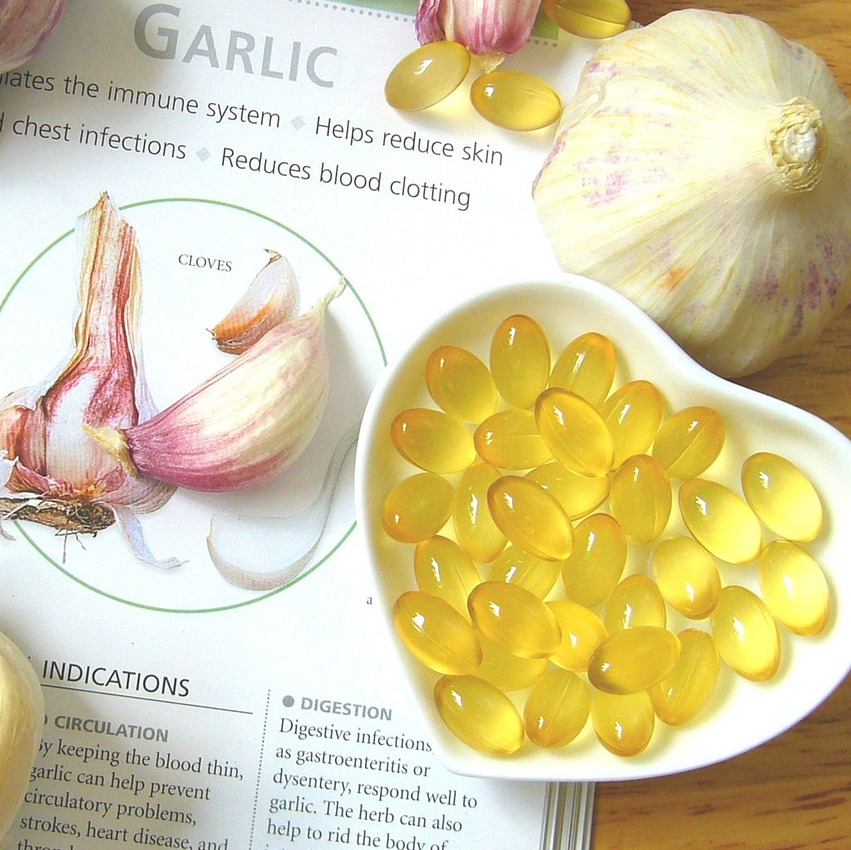 GARLIC
the immune system ◆ Helps reduce skin
chest infections ◆ Reduces blood clotting
CLOVES
a
INDICATIONS
CIRCULATION
By keeping the blood thin,
garlic can help prevent
circulatory problems,
strokes, heart disease, and
● DIGESTION
Digestive infections
as gastroenteritis or
dysentery, respond well to
garlic. The herb can also
help to rid the body of